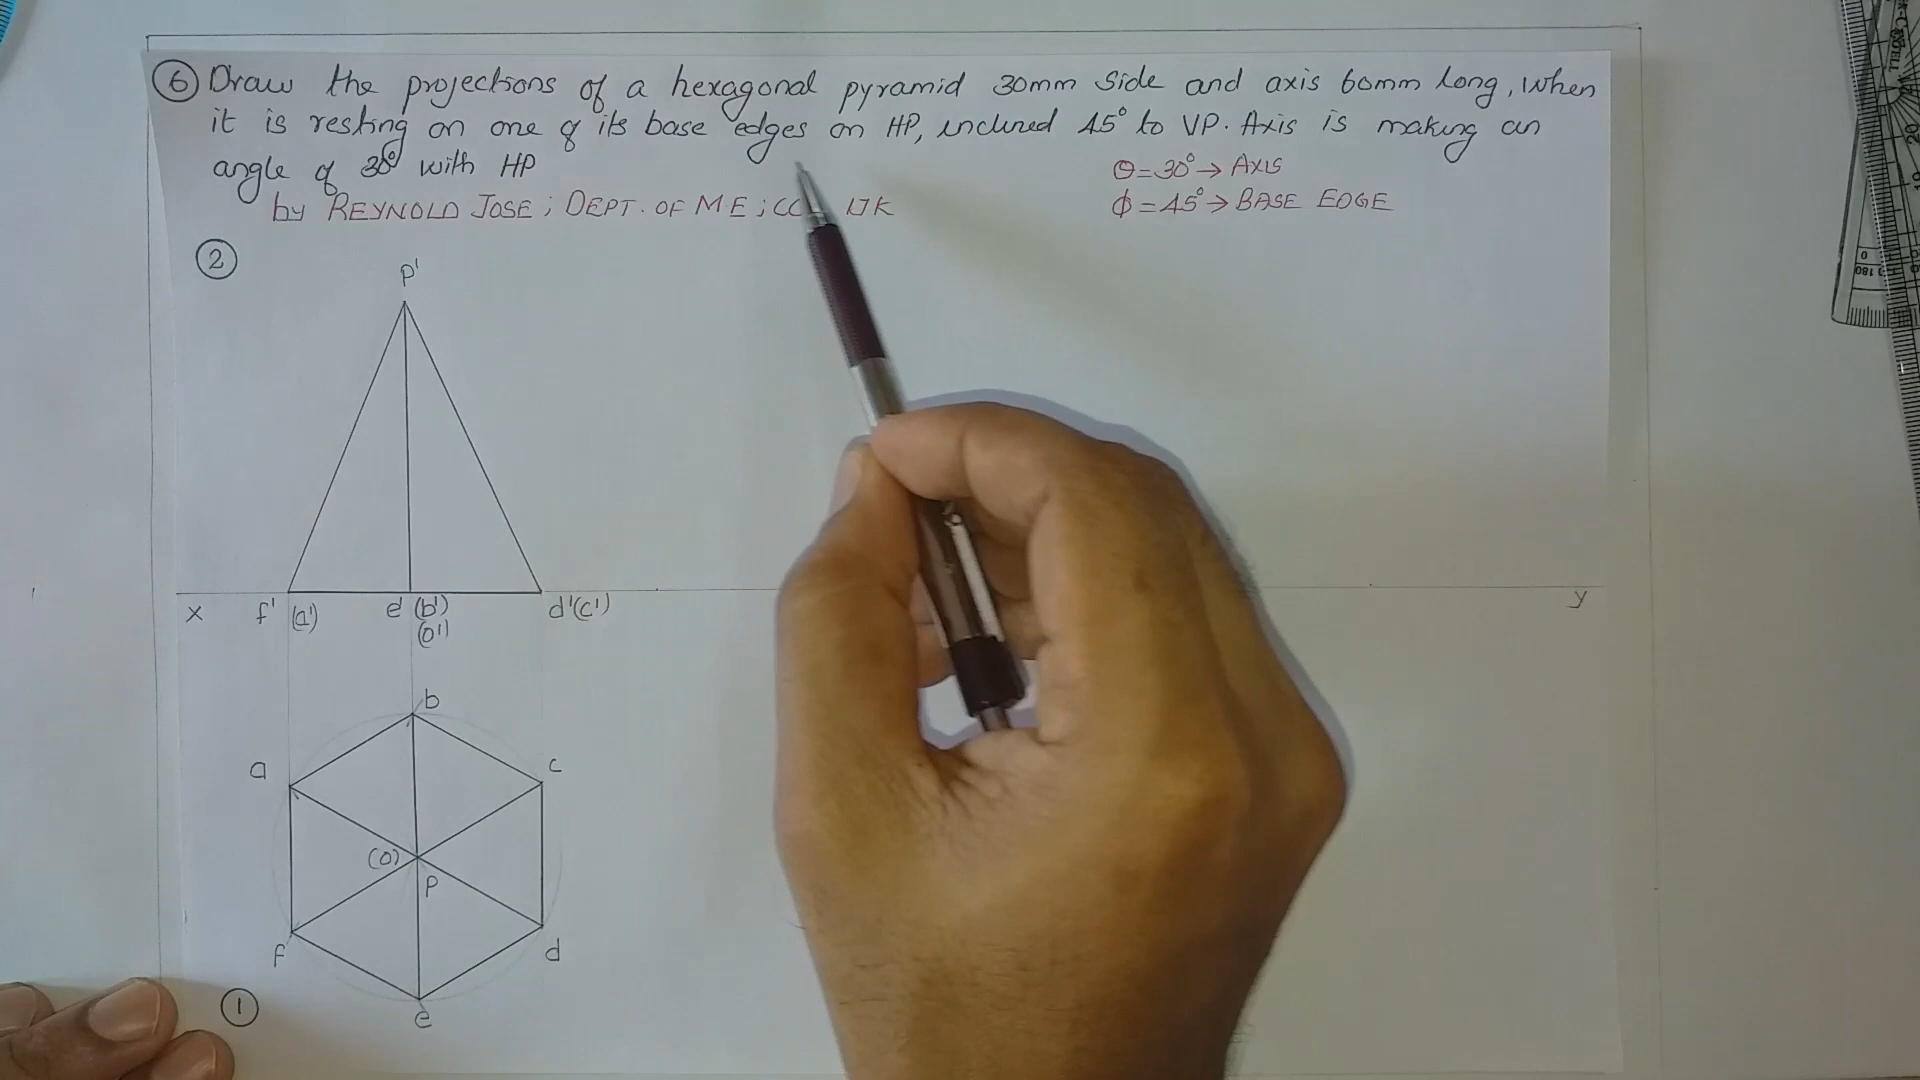 6 Draw the projections of a hexagonal pyramid 30mm side and axis 60mm long, when
it is resting on one of its base edges on HP, inclined 45° to VP. Axis is making an
angle of 30° with HP
θ=30° → AXIS
by REYNOLD JOSE ; DEPT. OF ME ;
ϕ=45° → BASE EDGE
2
p'
x f' (a') e' (b') d'(c') y
(o')
b
a c
(o)
p
f d
1
e